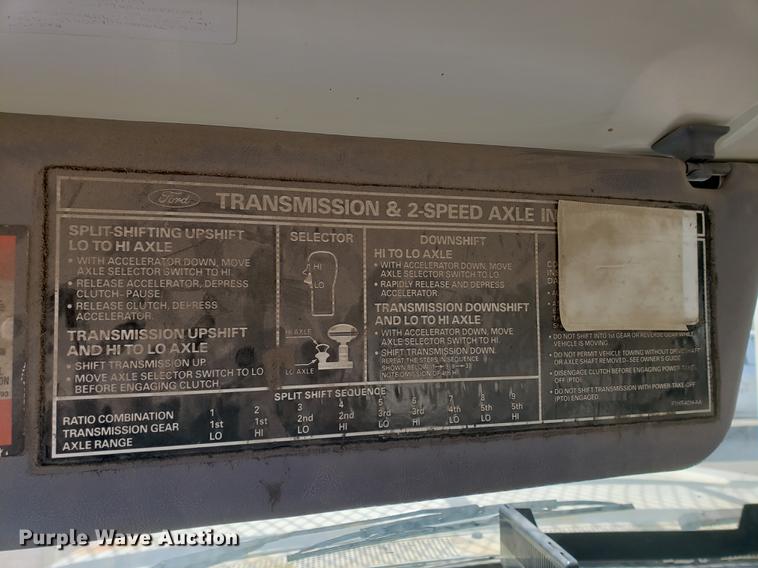 Ford TRANSMISSION & 2-SPEED AXLE IN
SPLIT-SHIFTING UPSHIFT
LO TO HI AXLE
• WITH ACCELERATOR DOWN, MOVE
AXLE SELECTOR SWITCH TO HI.
• RELEASE ACCELERATOR, DEPRESS
CLUTCH - PAUSE.
• RELEASE CLUTCH, DEPRESS
ACCELERATOR.
TRANSMISSION UPSHIFT
AND HI TO LO AXLE
• SHIFT TRANSMISSION UP.
• MOVE AXLE SELECTOR SWITCH TO LO
BEFORE ENGAGING CLUTCH.
SELECTOR
HI
LO
HI AXLE
LO AXLE
DOWNSHIFT
HI TO LO AXLE
• WITH ACCELERATOR DOWN, MOVE
AXLE SELECTOR SWITCH TO LO.
• RAPIDLY RELEASE AND DEPRESS
ACCELERATOR.
TRANSMISSION DOWNSHIFT
AND LO TO HI AXLE
• WITH ACCELERATOR DOWN, MOVE
AXLE SELECTOR SWITCH TO HI.
• SHIFT TRANSMISSION DOWN.
REPEAT THE STEPS IN SEQUENCE
SHOWN BELOW.
• DO NOT SHIFT INTO 1st GEAR OR REVERSE GEAR WHEN
VEHICLE IS MOVING.
• DO NOT PERMIT VEHICLE TOWING WITHOUT DRIVESHAFT
OR AXLE SHAFT REMOVED - SEE OWNER'S GUIDE
• DISENGAGE CLUTCH BEFORE ENGAGING POWER TAKE-OFF
(PTO).
• DO NOT SHIFT TRANSMISSION WITH POWER TAKE-OFF
(PTO) ENGAGED.
SPLIT SHIFT SEQUENCE
RATIO COMBINATION 1 2 3 4 5 6 7 8 9
TRANSMISSION GEAR 1st 1st 2nd 2nd 3rd 3rd 4th 5th 5th
AXLE RANGE LO HI LO HI LO HI LO LO HI
Purple Wave Auction